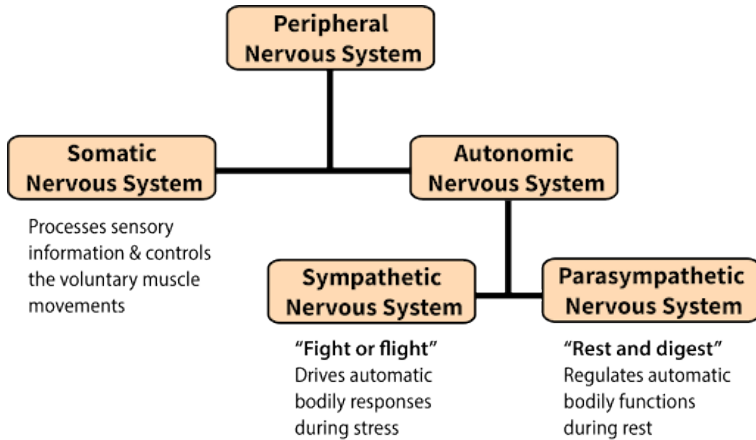 Peripheral
Nervous System
Somatic
Nervous System
Processes sensory
information & controls
the voluntary muscle
movements
Autonomic
Nervous System
Sympathetic
Nervous System
“Fight or flight”
Drives automatic
bodily responses
during stress
Parasympathetic
Nervous System
“Rest and digest”
Regulates automatic
bodily functions
during rest